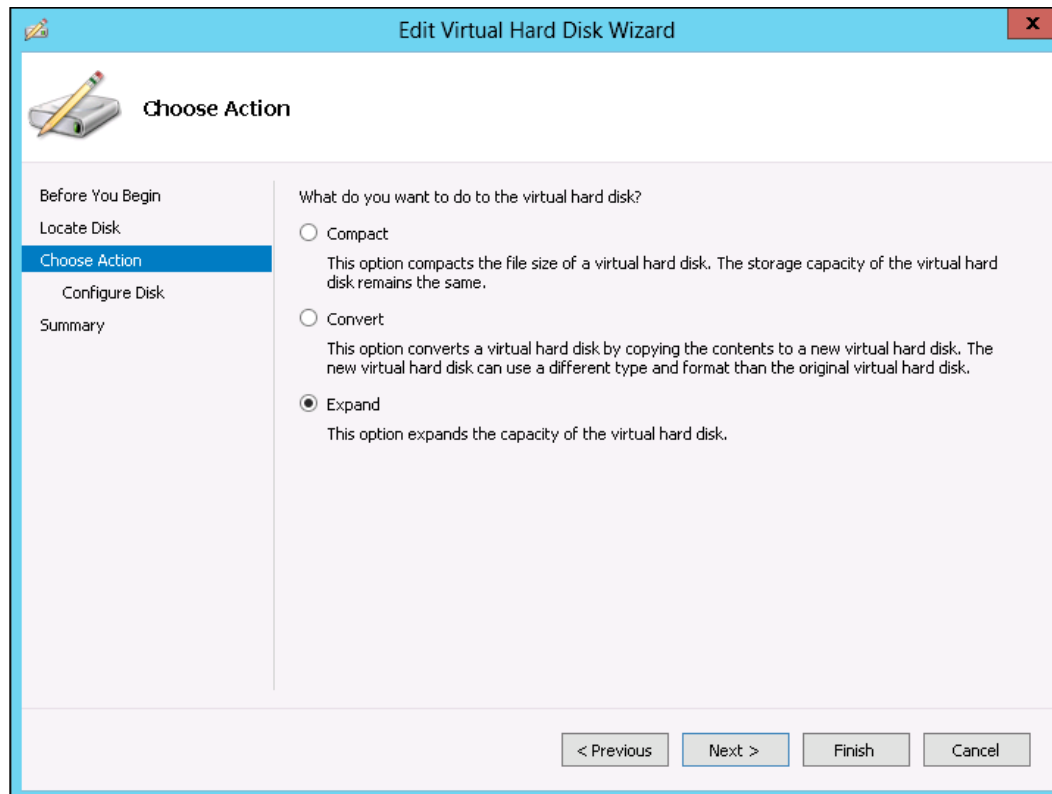 Edit Virtual Hard Disk Wizard
x
Choose Action
Before You Begin
Locate Disk
Choose Action
Configure Disk
Summary
What do you want to do to the virtual hard disk?
Compact
This option compacts the file size of a virtual hard disk. The storage capacity of the virtual hard
disk remains the same.
Convert
This option converts a virtual hard disk by copying the contents to a new virtual hard disk. The
new virtual hard disk can use a different type and format than the original virtual hard disk.
Expand
This option expands the capacity of the virtual hard disk.
< Previous
Next >
Finish
Cancel